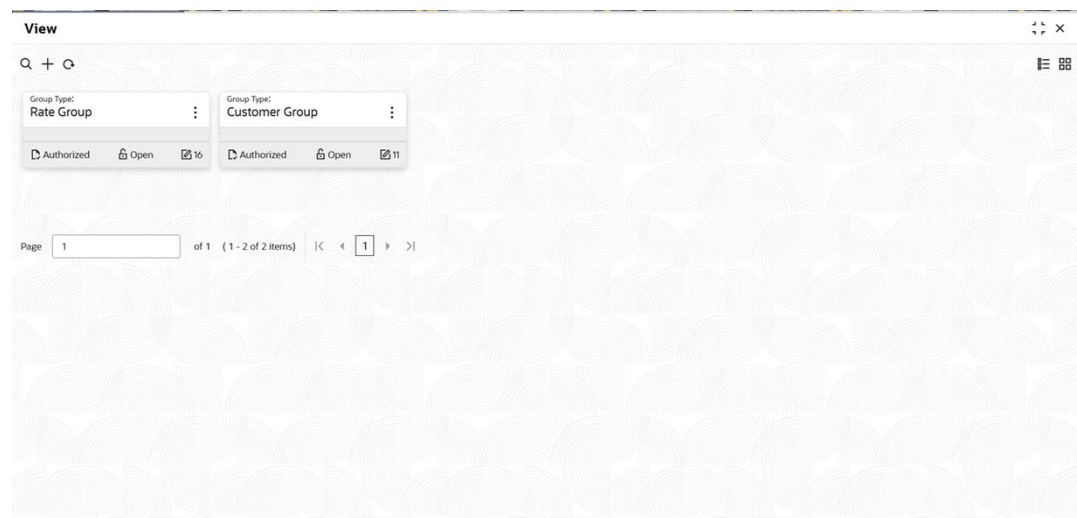 View
Group Type:
Rate Group
Authorized Open 16
Group Type:
Customer Group
Authorized Open 11
Page 1 of 1 (1 - 2 of 2 items) 1